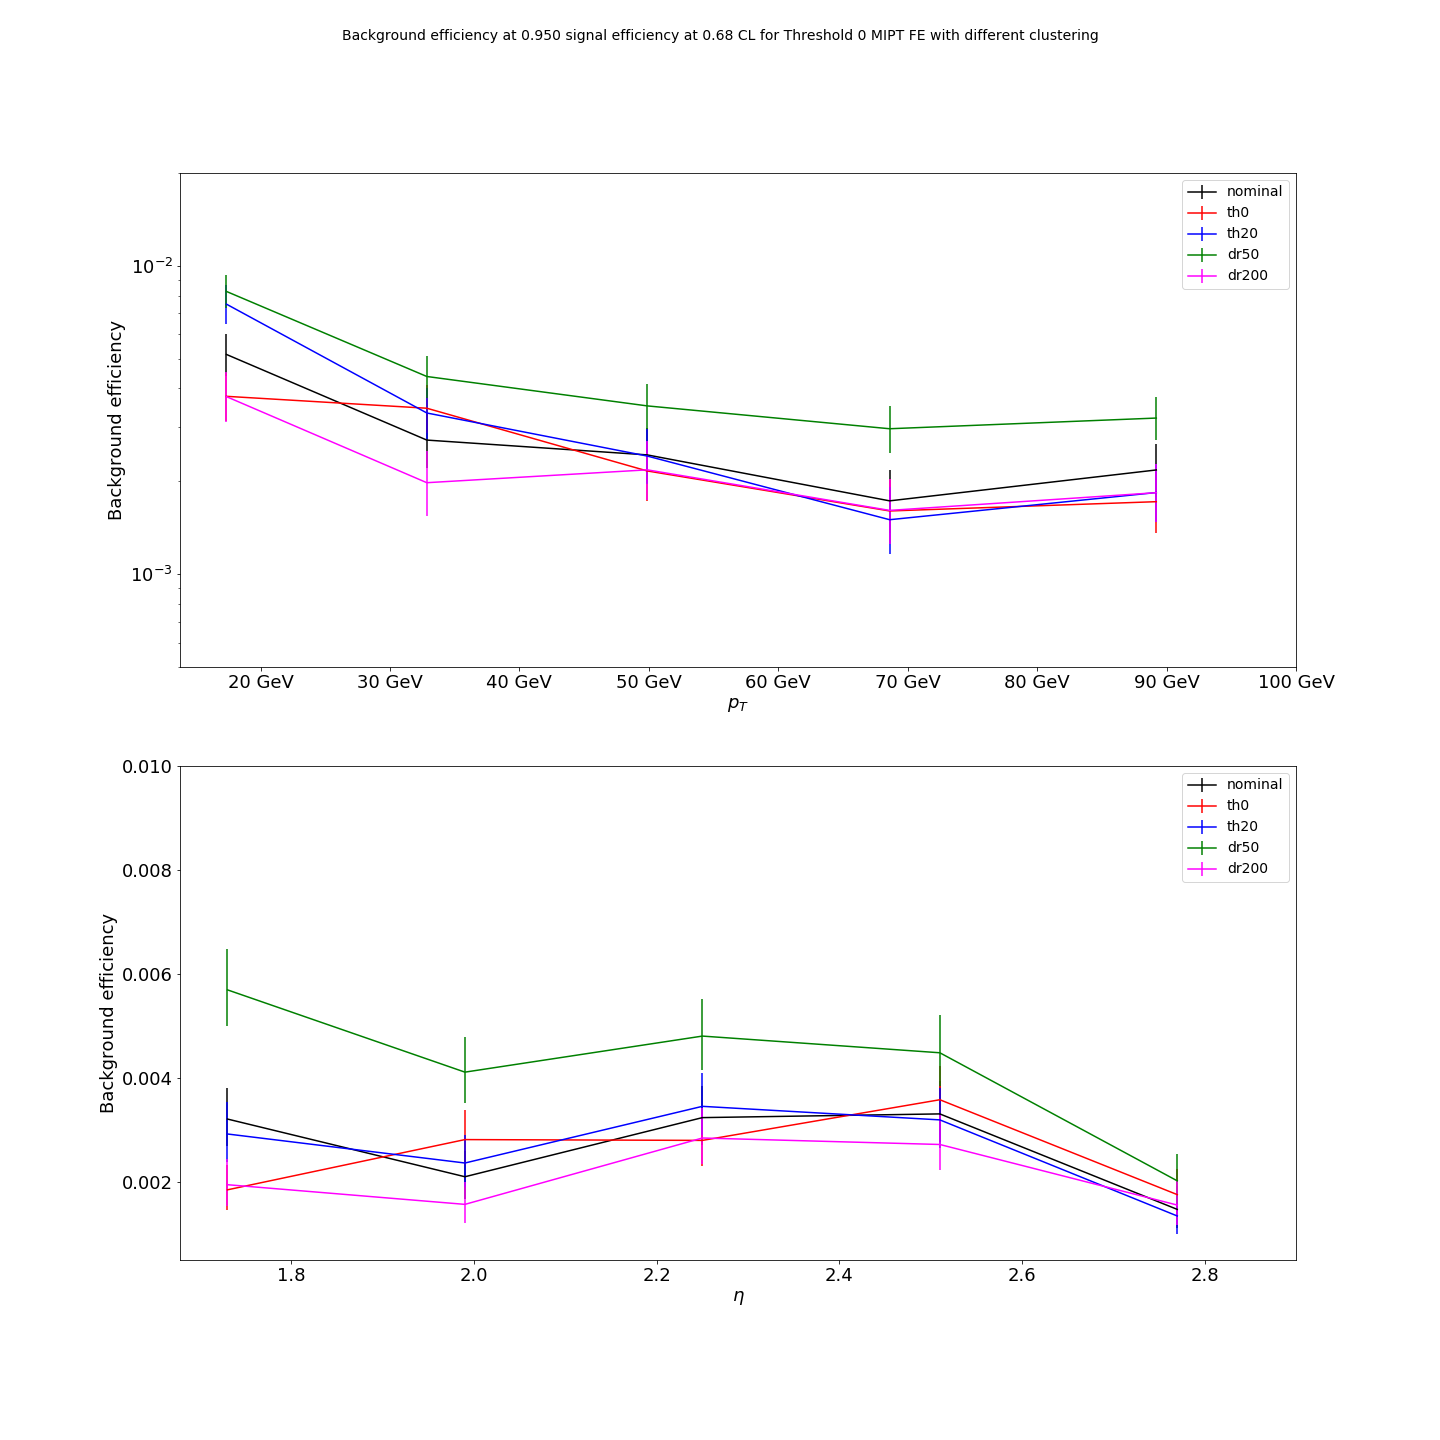 Background efficiency at 0.950 signal efficiency at 0.68 CL for Threshold 0 MIPT FE with different clustering
nominal
th0
th20
dr50
dr200
Background efficiency
10⁻²
10⁻³
20 GeV 30 GeV 40 GeV 50 GeV 60 GeV 70 GeV 80 GeV 90 GeV 100 GeV
p_T
nominal
th0
th20
dr50
dr200
Background efficiency
0.010
0.008
0.006
0.004
0.002
1.8 2.0 2.2 2.4 2.6 2.8
η